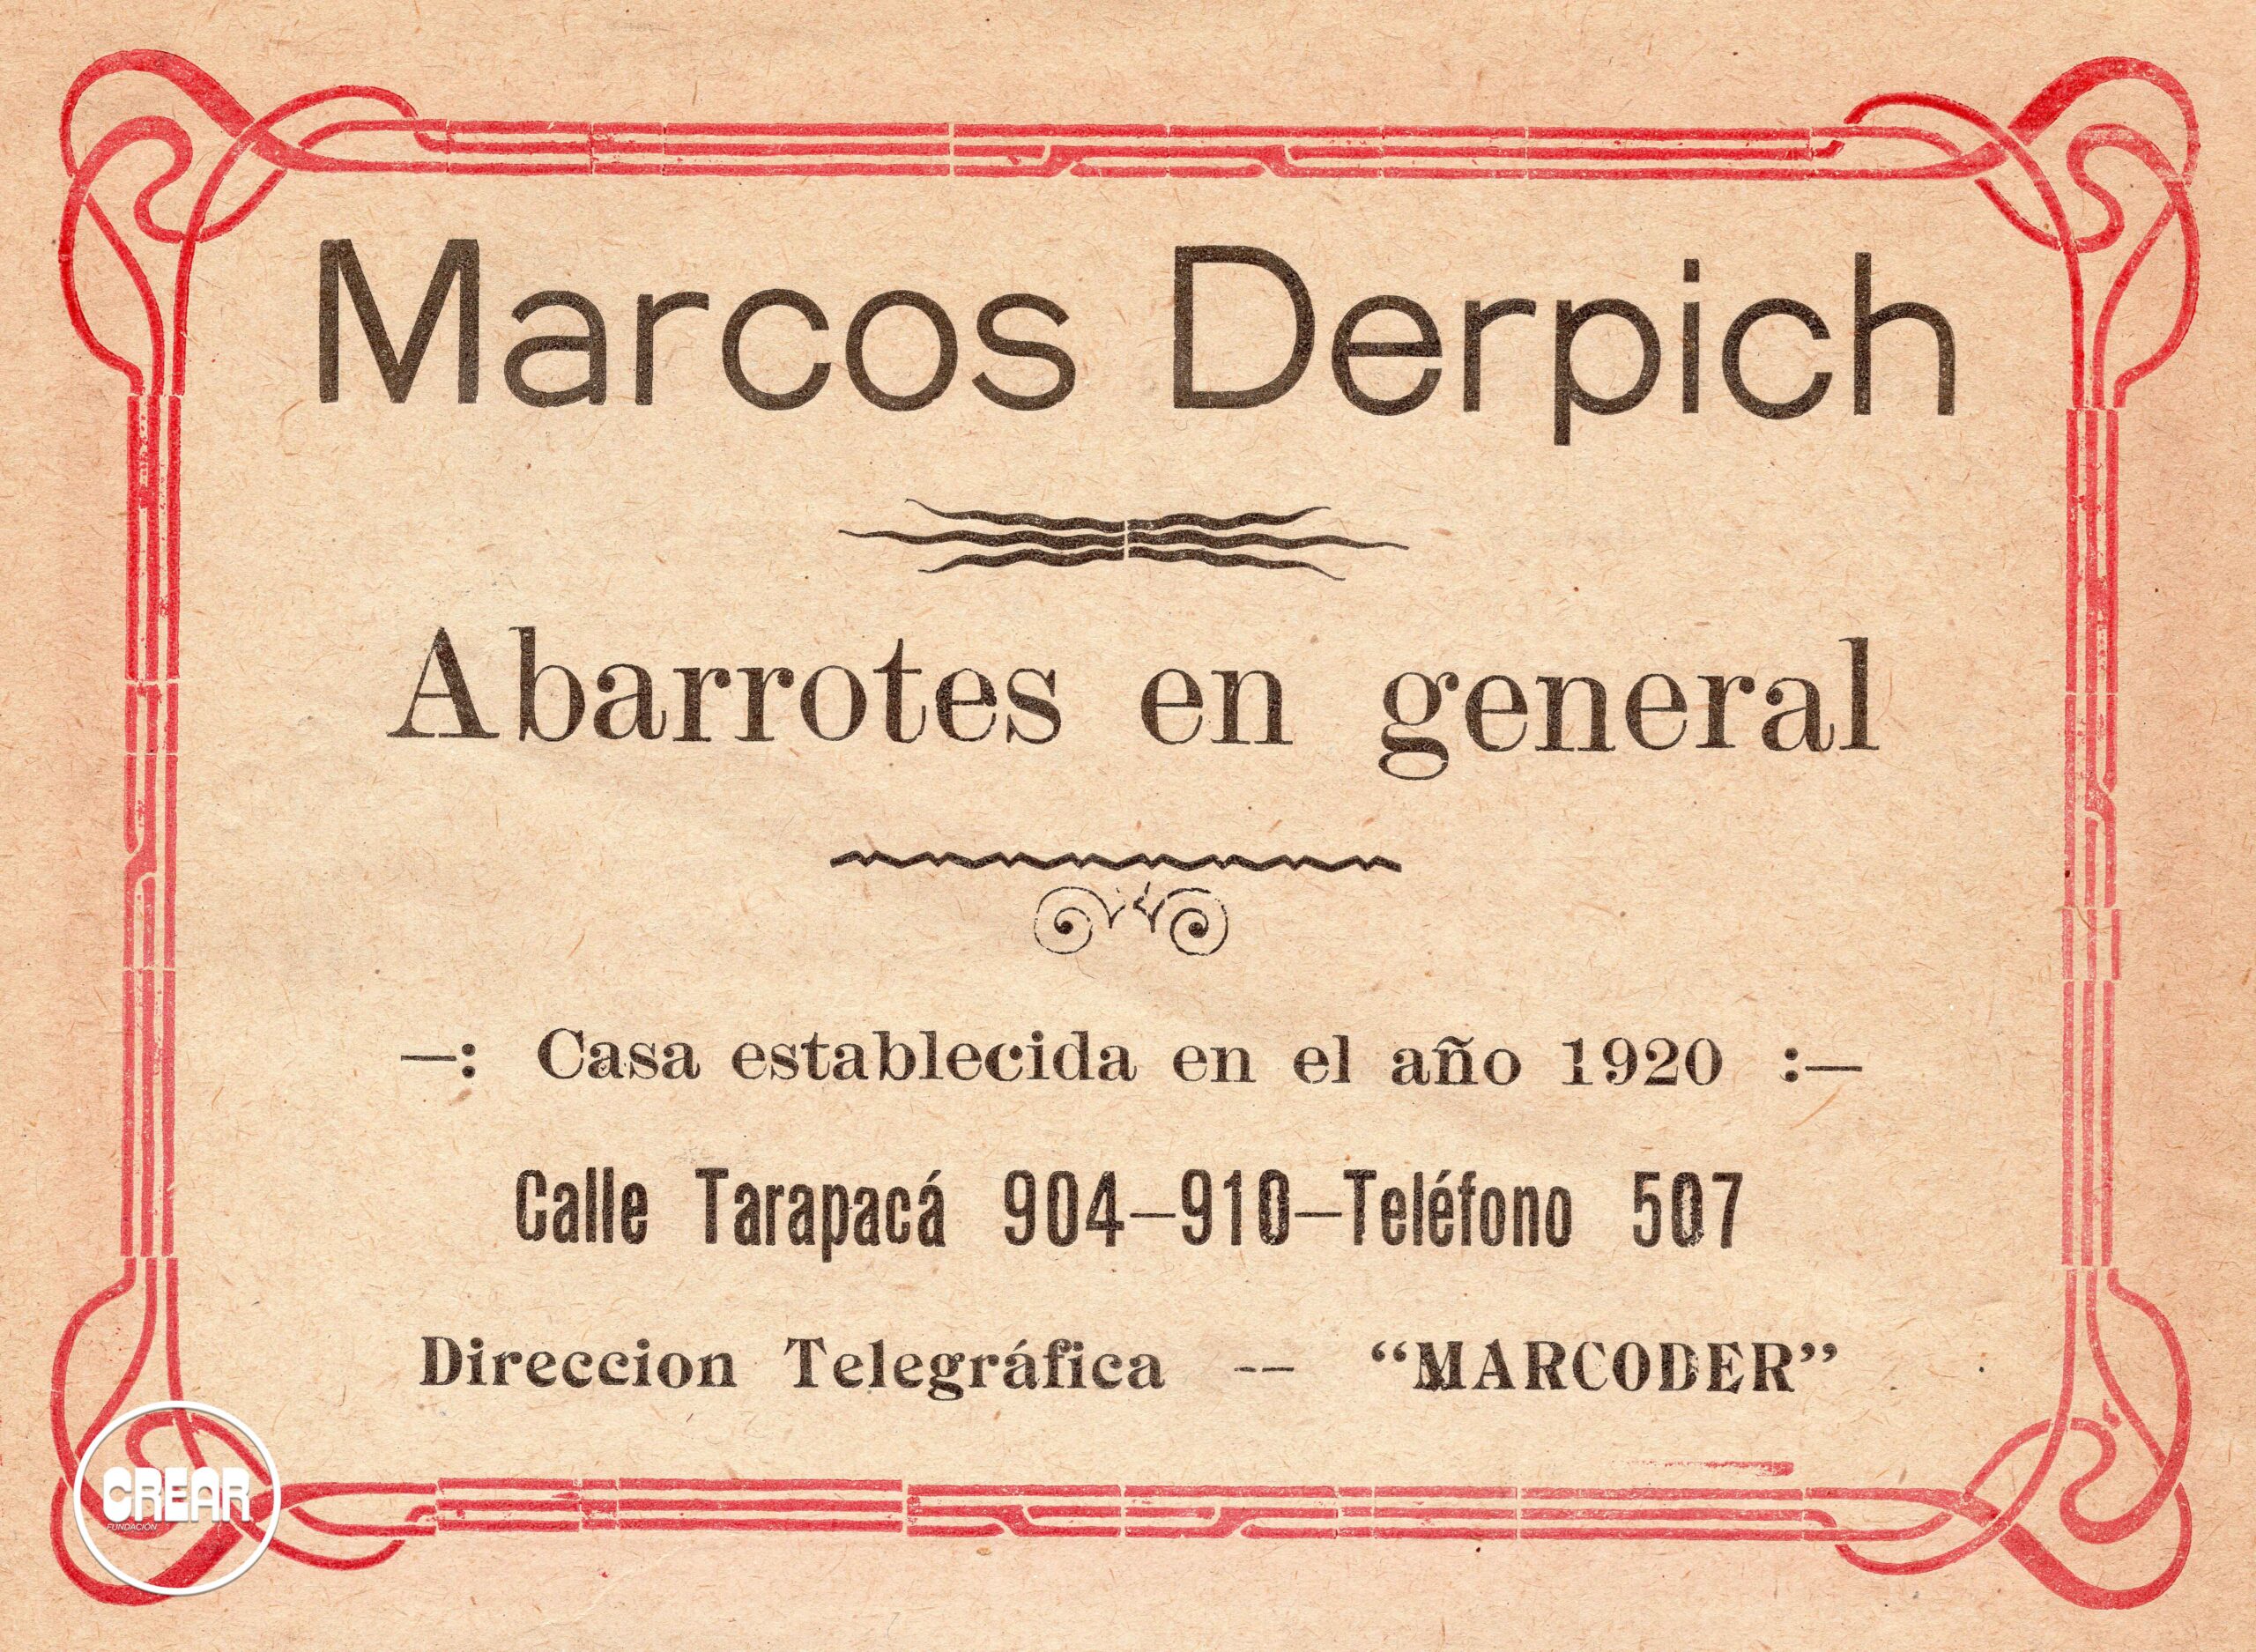 Marcos Derpich
Abarrotes en general
—: Casa establecida en el año 1920 :—
Calle Tarapacá 904—910—Teléfono 507
Direccion Telegráfica -- “MARCODER”
CREAR
FUNDACIÓN